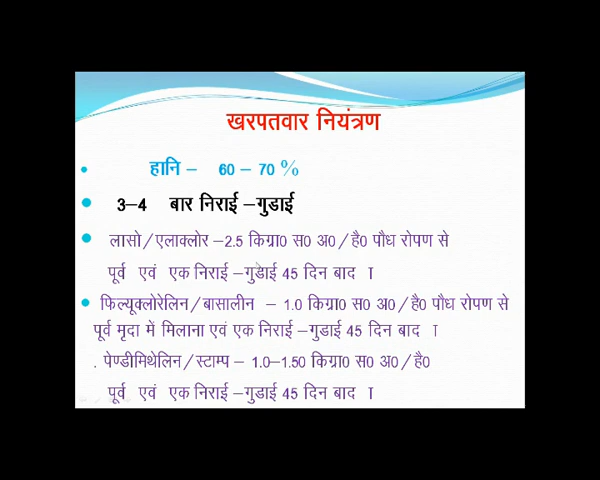 खरपतवार नियंत्रण
• हानि – 60 – 70 %
• 3–4 बार निराई –गुडाई
• लासो/एलाक्लोर –2.5 किग्रा0 स0 अ0/है0 पौध रोपण से
पूर्व एवं एक निराई –गुडाई 45 दिन बाद ा
• फिल्यूक्लोरेलिन/बासालीन – 1.0 किग्रा0 स0 अ0/है0 पौध रोपण से
पूर्व मृदा में मिलाना एवं एक निराई –गुडाई 45 दिन बाद ा
. पेण्डीमिथेलिन/स्टाम्प – 1.0–1.50 किग्रा0 स0 अ0/है0
पूर्व एवं एक निराई –गुडाई 45 दिन बाद ा